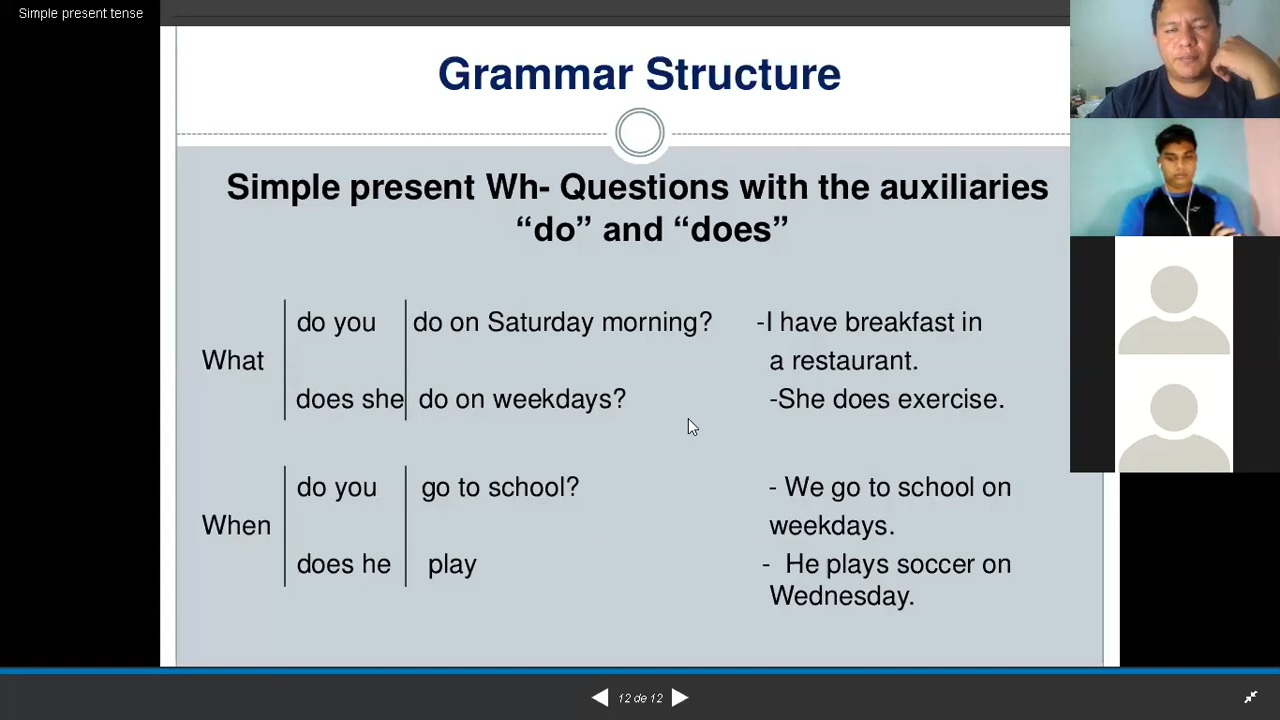 Simple present tense
Grammar Structure
Simple present Wh- Questions with the auxiliaries
“do” and “does”
do you do on Saturday morning? -I have breakfast in
What a restaurant.
does she do on weekdays? -She does exercise.
do you go to school? - We go to school on
When weekdays.
does he play - He plays soccer on
Wednesday.
12 de 12